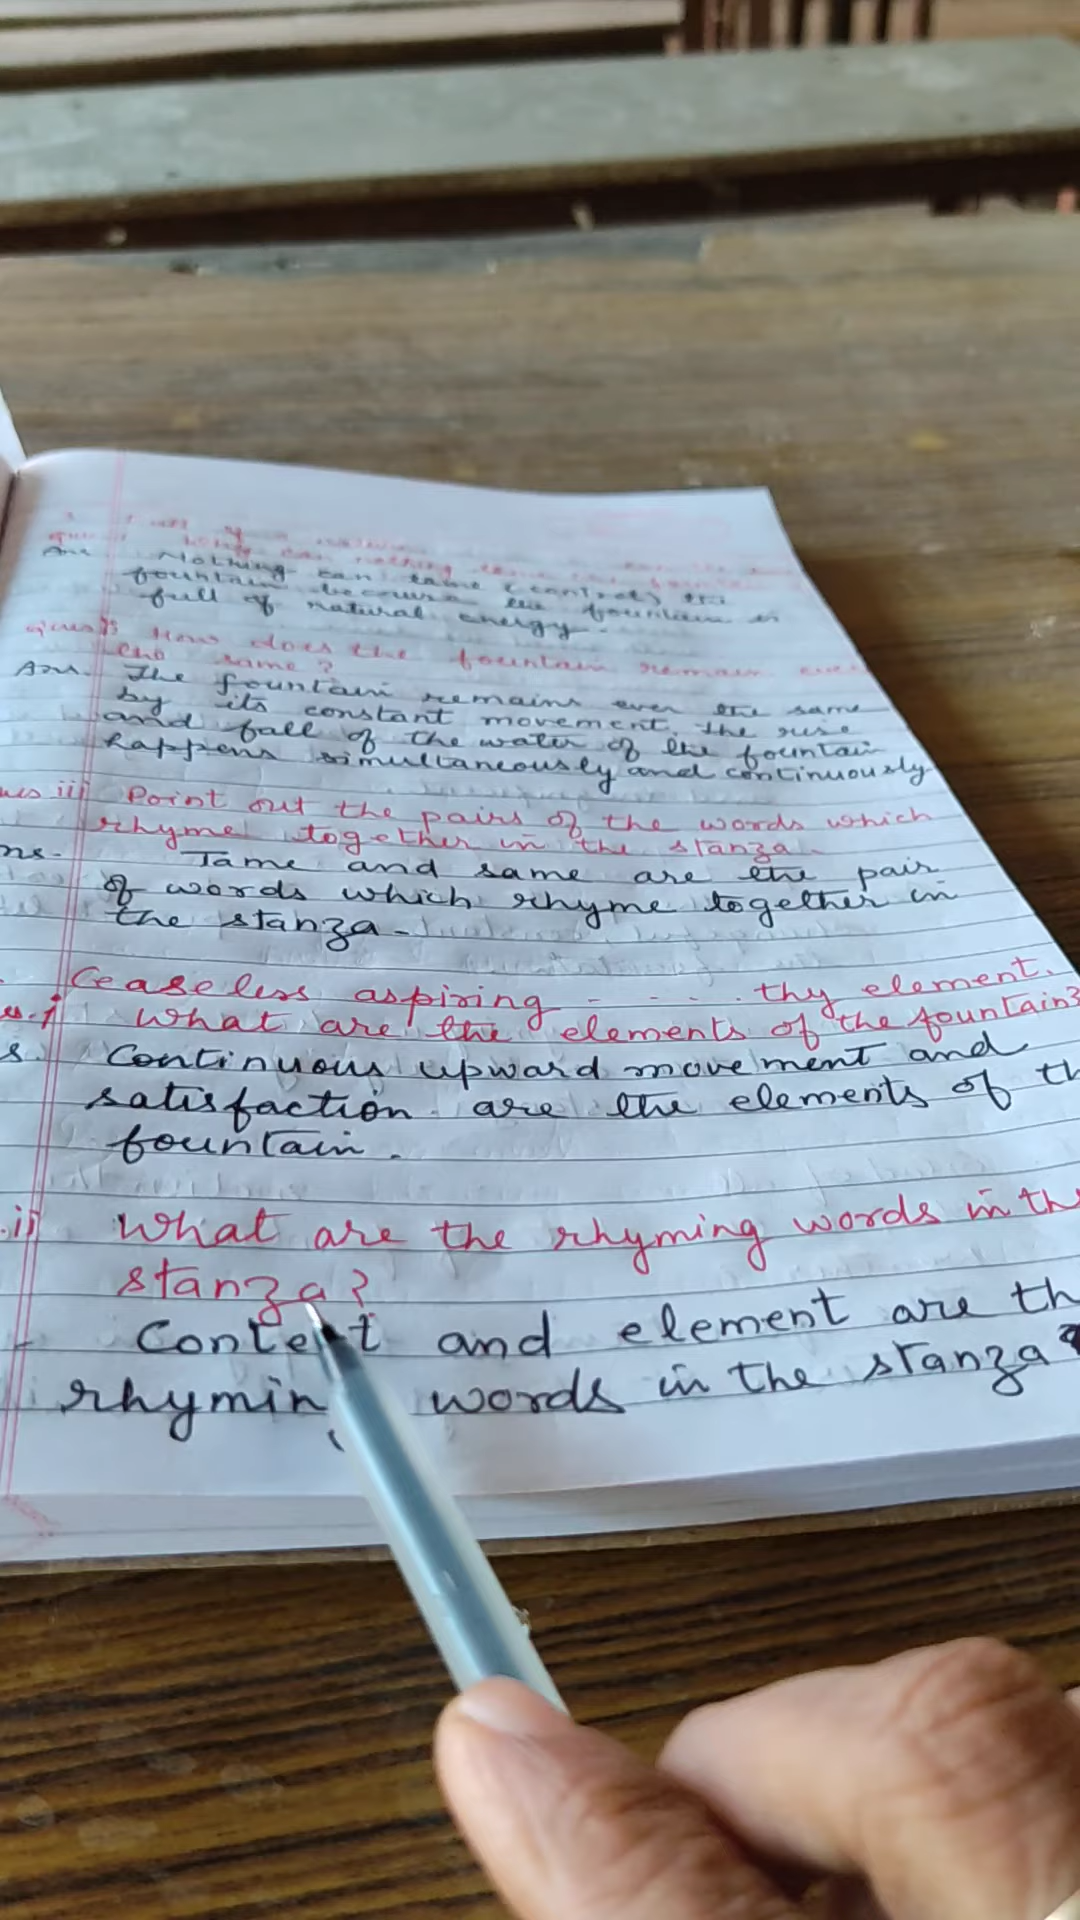 Ans Nothing can tame (control) the
fountain because the fountain is
full of natural energy.
How does the fountain remain ever
the same?
Ans. The fountain remains ever the same
by its constant movement. The rise
and fall of the water of the fountain
happens simultaneously and continuously
iii) Point out the pairs of the words which
rhyme together in the stanza.
Tame and same are the pair
of words which rhyme together in
the stanza-
Ceaseless aspiring - - - . . thy element.
What are the elements of the fountain?
Continuous upward movement and
satisfaction are the elements of th
fountain.
ii) What are the rhyming words in the
stanza?
Content and element are th
rhymin words in the stanza